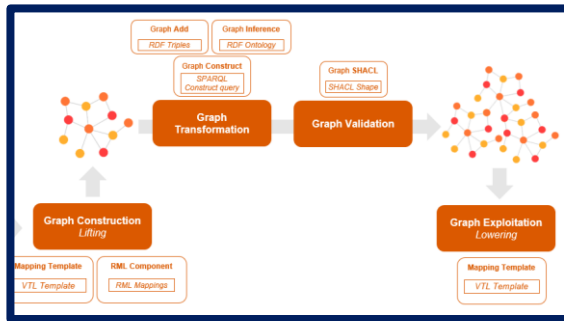 Graph Add
RDF Triples
Graph Inference
RDF Ontology
Graph Construct
SPARQL
Construct query
Graph SHACL
SHACL Shape
Graph
Transformation
Graph Validation
Graph Construction
Lifting
Mapping Template
VTL Template
RML Component
RML Mappings
Graph Exploitation
Lowering
Mapping Template
VTL Template